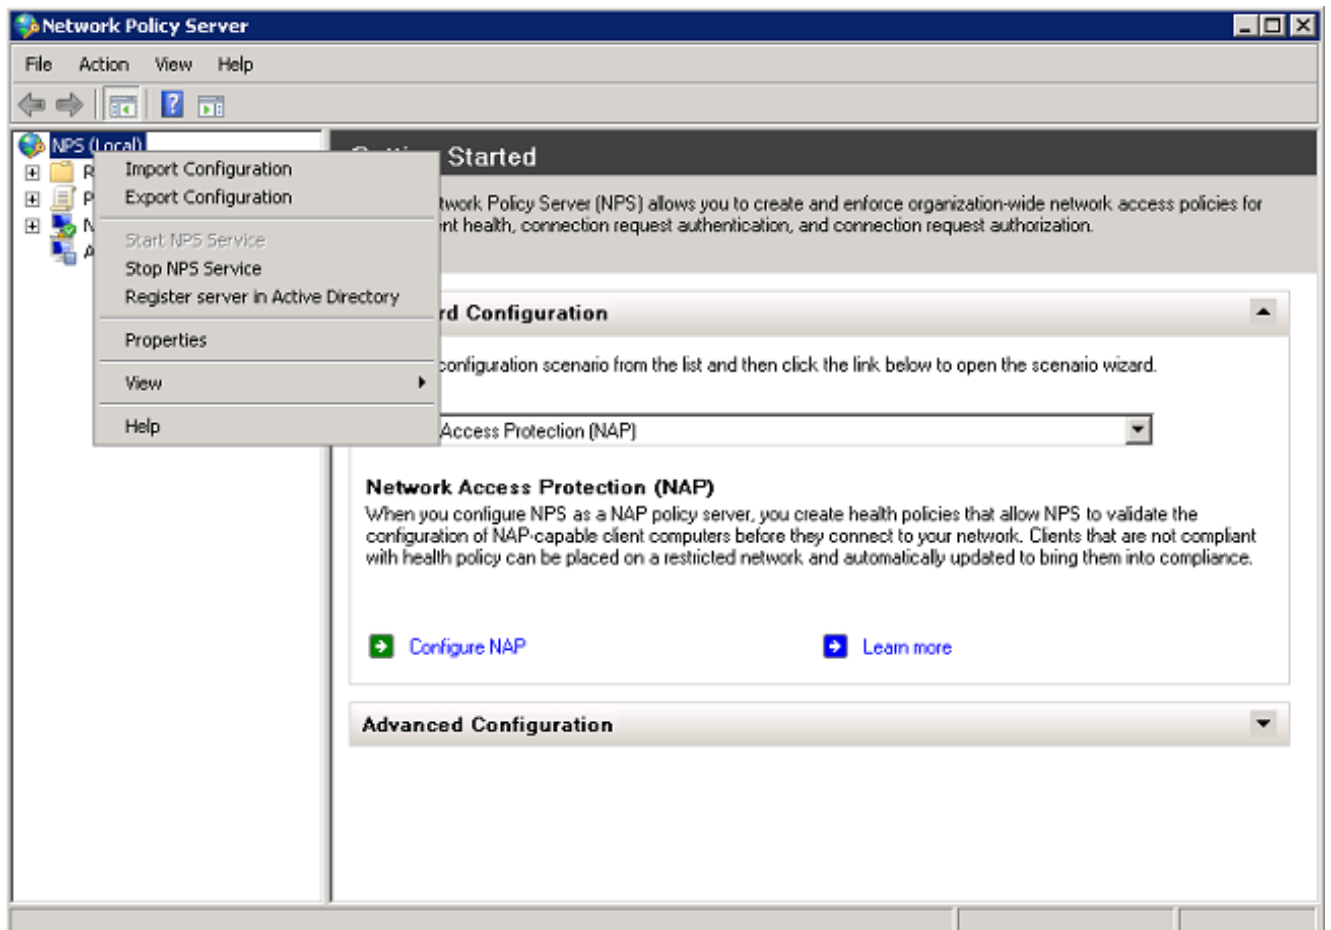 Network Policy Server
File Action View Help
NPS (Local)
Import Configuration
Export Configuration
Start NPS Service
Stop NPS Service
Register server in Active Directory
Properties
View
Help
Started
Policy Server (NPS) allows you to create and enforce organization-wide network access policies for
health, connection request authentication, and connection request authorization.
Configuration
configuration scenario from the list and then click the link below to open the scenario wizard.
Access Protection (NAP)
Network Access Protection (NAP)
When you configure NPS as a NAP policy server, you create health policies that allow NPS to validate the
configuration of NAP-capable client computers before they connect to your network. Clients that are not compliant
with health policy can be placed on a restricted network and automatically updated to bring them into compliance.
Configure NAP Learn more
Advanced Configuration